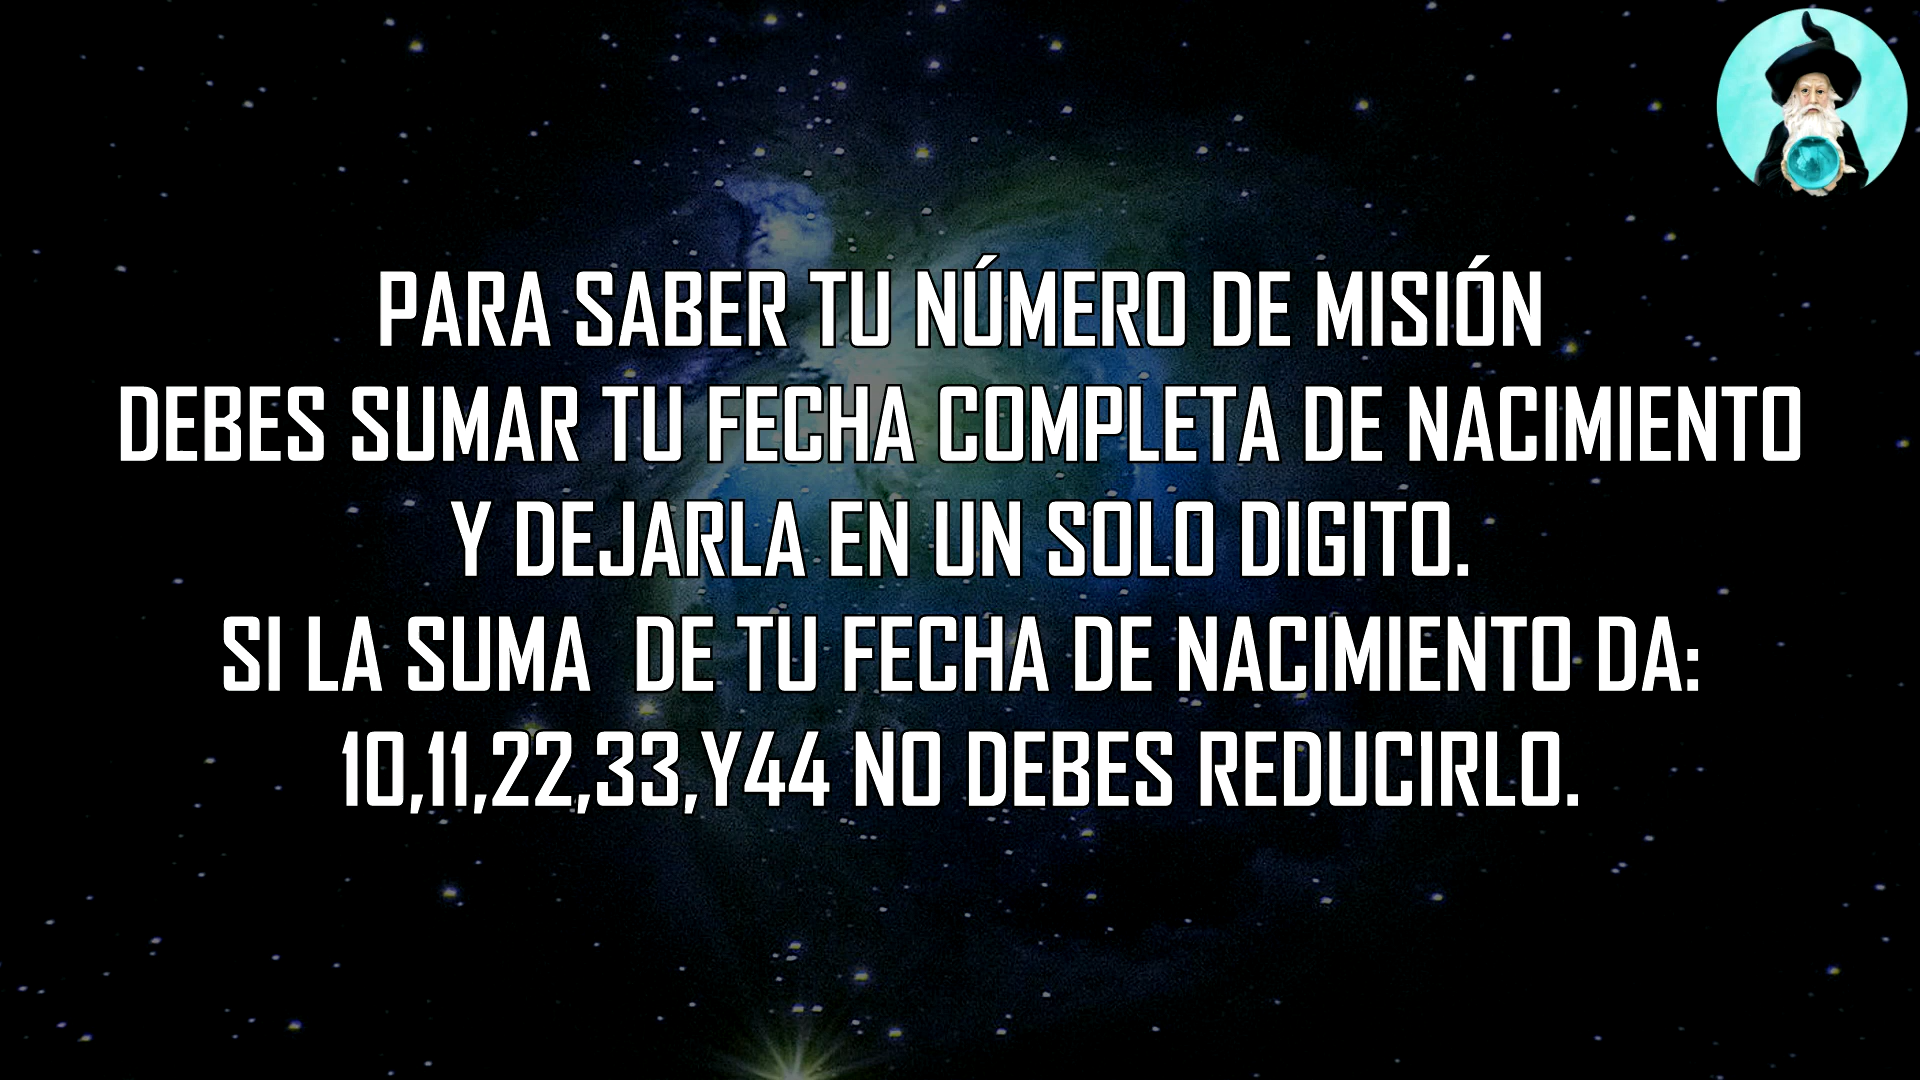 PARA SABER TU NÚMERO DE MISIÓN
DEBES SUMAR TU FECHA COMPLETA DE NACIMIENTO
Y DEJARLA EN UN SOLO DIGITO.
SI LA SUMA  DE TU FECHA DE NACIMIENTO DA:
10,11,22,33,Y44 NO DEBES REDUCIRLO.